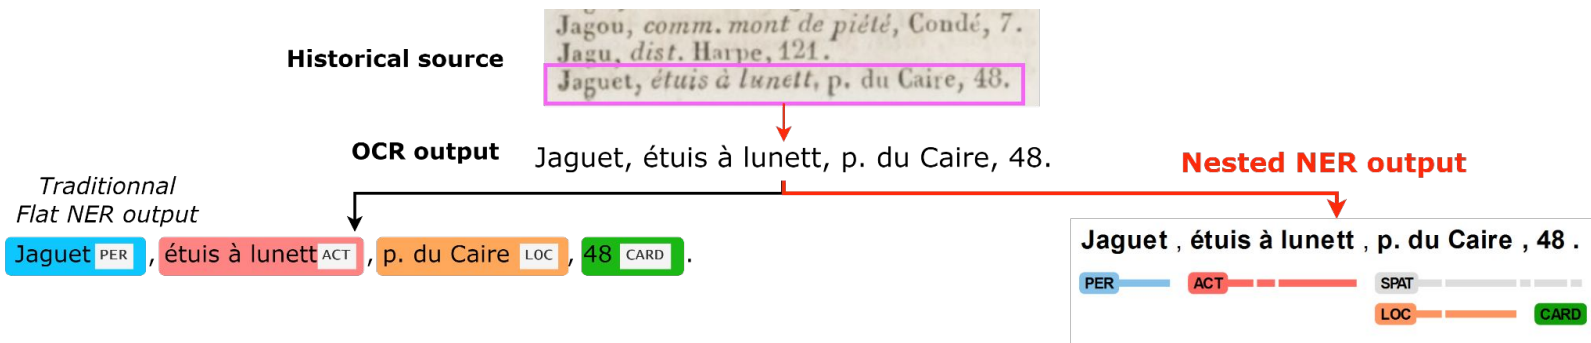 Jagou, comm. mont de piété, Condé, 7.
Jagu, dist. Harpe, 121.
Jaguet, étuis à lunett, p. du Caire, 48.
Historical source
OCR output
Jaguet, étuis à lunett, p. du Caire, 48.
Nested NER output
Traditionnal
Flat NER output
Jaguet PER , étuis à lunett ACT , p. du Caire LOC , 48 CARD .
Jaguet , étuis à lunett , p. du Caire , 48 .
PER ACT SPAT
LOC CARD